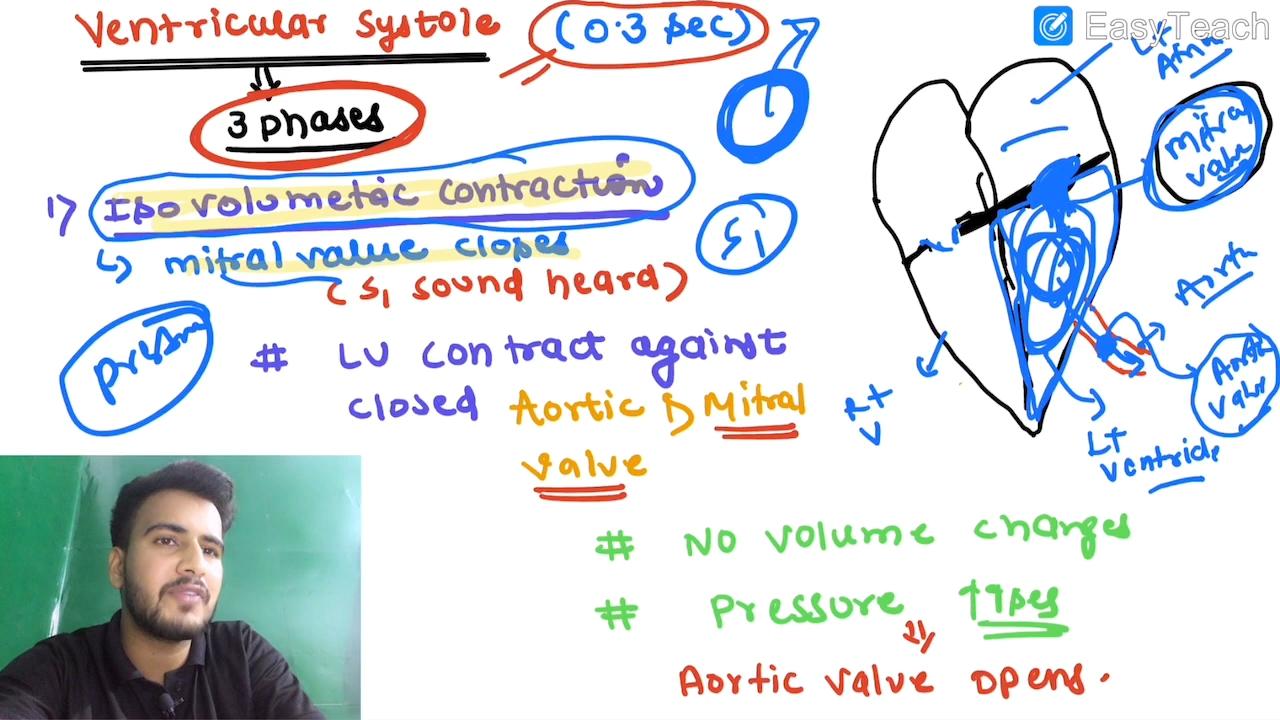 Ventricular Systole (0.3 sec)
EasyTeach
3 phases
1) Isovolumetric contraction
mitral value closes
(S1 sound heard)
S1
# LV contract against
closed Aortic & Mitral
valve
# No volume changes
# Pressure ↑↑ses
Aortic valve opens.
Lt Atria
Mitral valve
Aorta
Aortic valve
Lt ventricle
Rt V